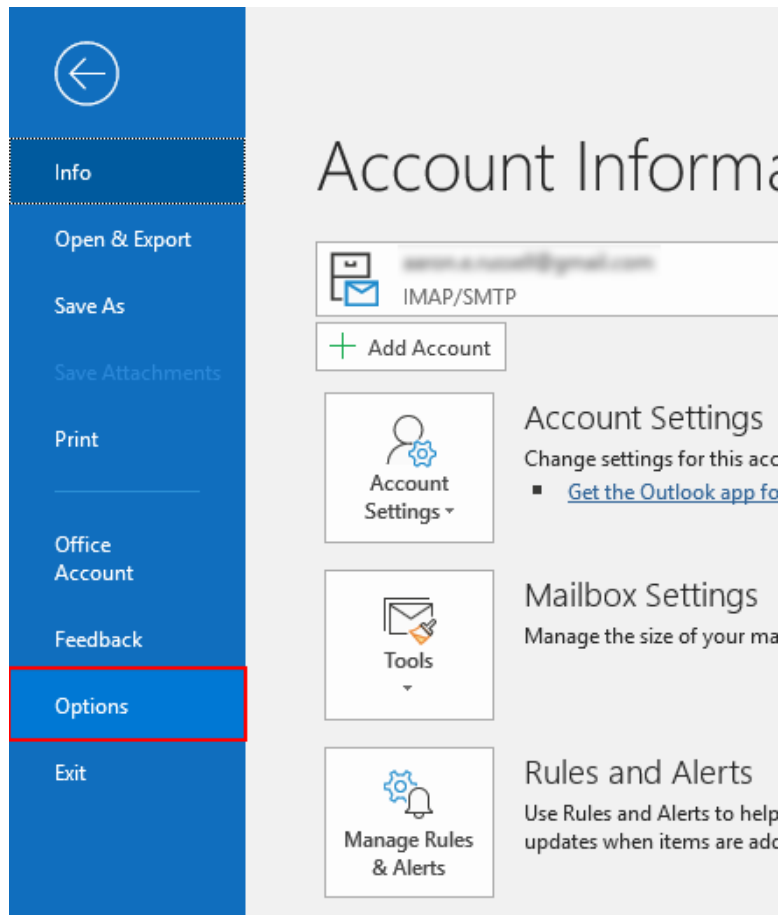 Info
Open & Export
Save As
Save Attachments
Print
Office
Account
Feedback
Options
Exit
Account Informa
IMAP/SMTP
Add Account
Account
Settings
Account Settings
Change settings for this acc
Get the Outlook app fo
Tools
Mailbox Settings
Manage the size of your ma
Manage Rules
& Alerts
Rules and Alerts
Use Rules and Alerts to help
updates when items are add